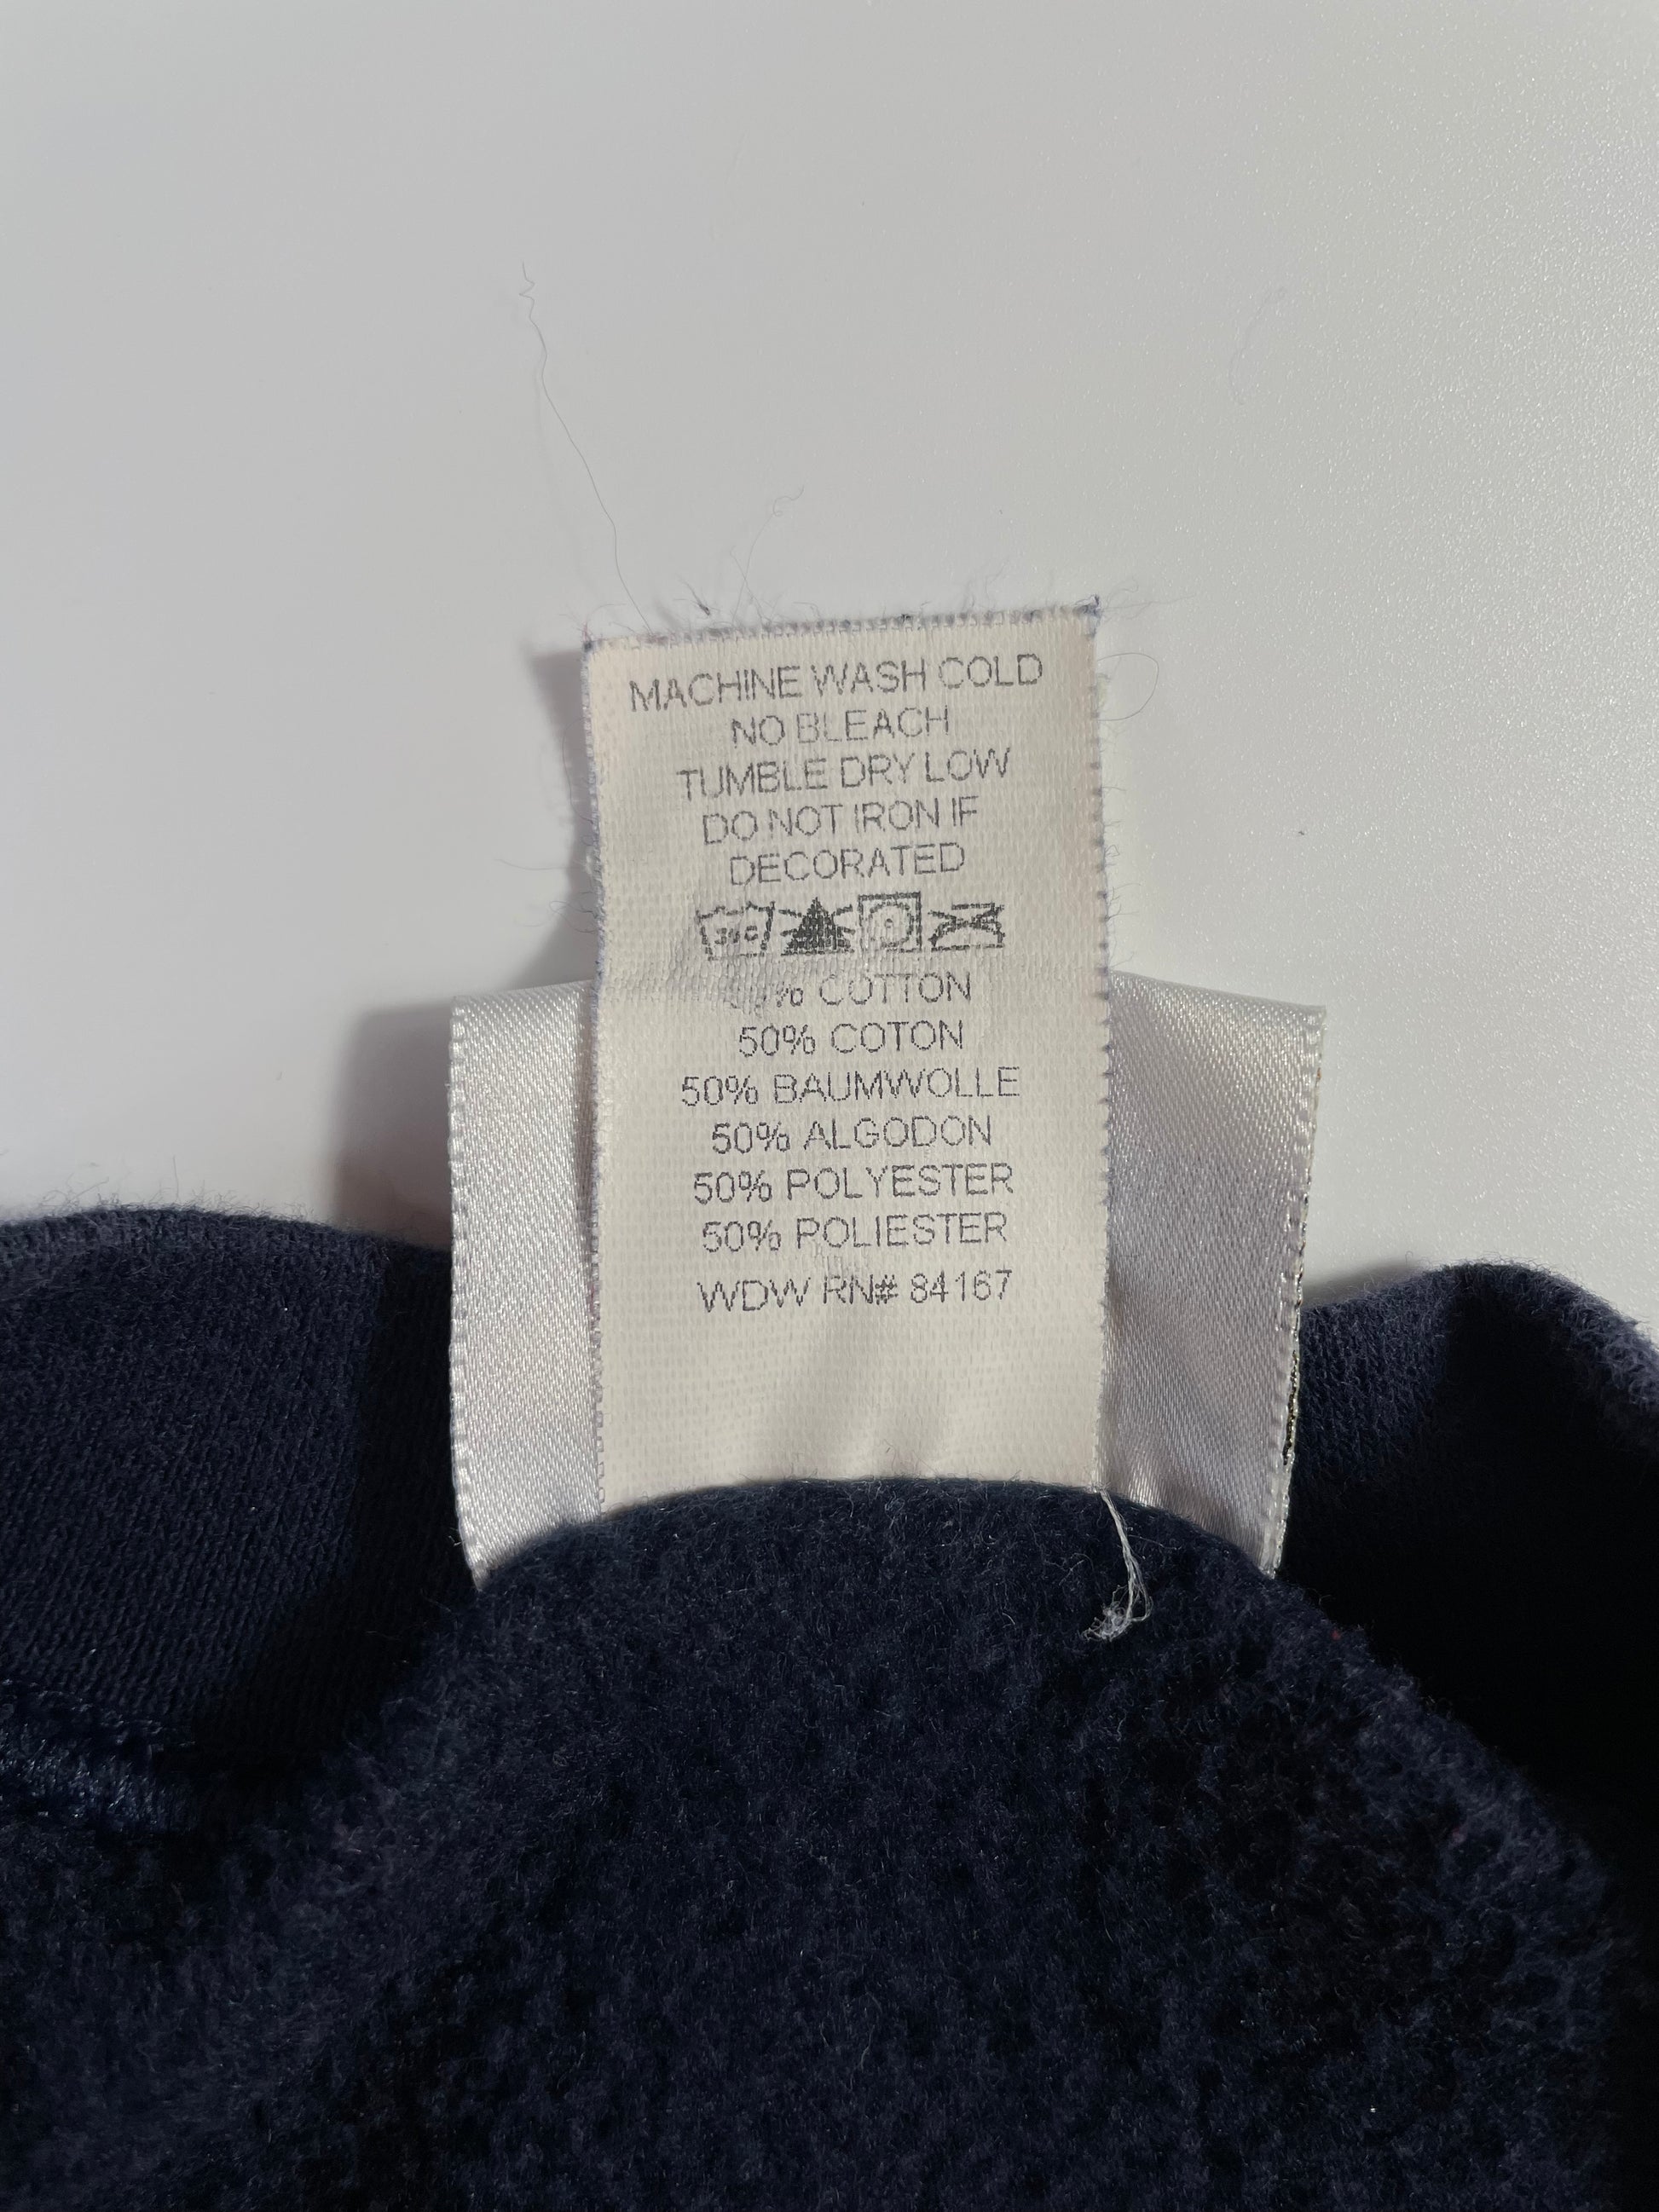 MACHINE WASH COLD
NO BLEACH
TUMBLE DRY LOW
DO NOT IRON IF
DECORATED
COTTON
50% COTON
50% BAUMWOLLE
50% ALGODON
50% POLYESTER
50% POLIESTER
WDW RN# 84167